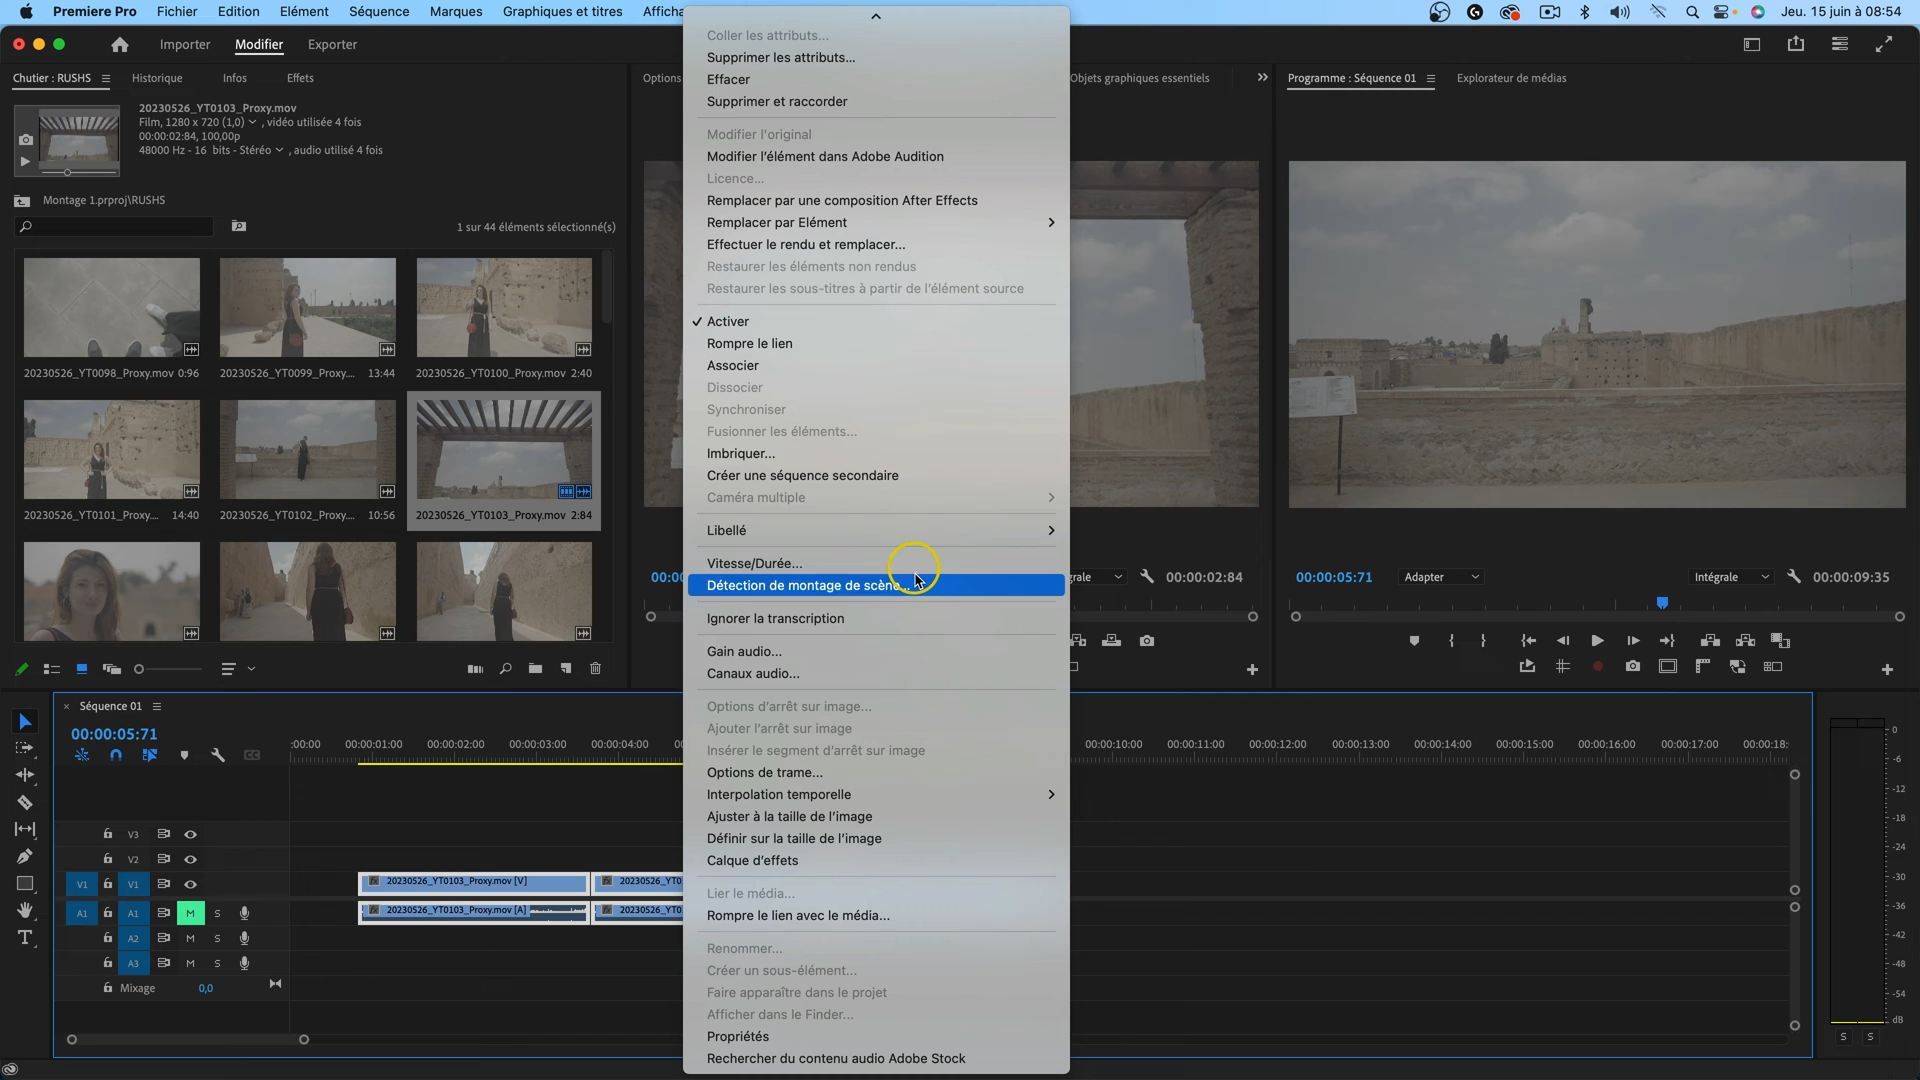 Premiere Pro Fichier Edition Elément Séquence Marques Graphiques et titres Jeu. 15 juin à 08:54
Importer Modifier Exporter
Chutier : RUSHS Historique Infos Effets
20230526_YT0103_Proxy.mov
Film, 1280 x 720 (1,0) , vidéo utilisée 4 fois
00:00:02:84, 100,00p
48000 Hz - 16 bits - Stéréo , audio utilisé 4 fois
Montage 1.prproj\RUSHS
1 sur 44 éléments sélectionné(s)
20230526_YT0098_Proxy.mov 0:96
20230526_YT0099_Proxy... 13:44
20230526_YT0100_Proxy.mov 2:40
20230526_YT0101_Proxy... 14:40
20230526_YT0102_Proxy... 10:56
20230526_YT0103_Proxy.mov 2:84
Options
Coller les attributs...
Supprimer les attributs...
Effacer
Supprimer et raccorder
Modifier l'original
Modifier l'élément dans Adobe Audition
Licence...
Remplacer par une composition After Effects
Remplacer par Elément
Effectuer le rendu et remplacer...
Restaurer les éléments non rendus
Restaurer les sous-titres à partir de l'élément source
Activer
Rompre le lien
Associer
Dissocier
Synchroniser
Fusionner les éléments...
Imbriquer...
Créer une séquence secondaire
Caméra multiple
Libellé
Vitesse/Durée...
Détection de montage de scène...
Ignorer la transcription
Gain audio...
Canaux audio...
Options d'arrêt sur image...
Ajouter l'arrêt sur image
Insérer le segment d'arrêt sur image
Options de trame...
Interpolation temporelle
Ajuster à la taille de l'image
Définir sur la taille de l'image
Calque d'effets
Lier le média...
Rompre le lien avec le média...
Renommer...
Créer un sous-élément...
Faire apparaître dans le projet
Afficher dans le Finder...
Propriétés
Rechercher du contenu audio Adobe Stock
Objets graphiques essentiels
00:00:02:84
Programme : Séquence 01 Explorateur de médias
00:00:05:71 Adapter Intégrale 00:00:09:35
Séquence 01
00:00:05:71
:00:00 00:00:01:00 00:00:02:00 00:00:03:00 00:00:04:00 00:00:10:00 00:00:11:00 00:00:12:00 00:00:13:00 00:00:14:00 00:00:15:00 00:00:16:00 00:00:17:00 00:00:18:
V3
V2
V1 V1
A1 A1 M S
A2 M S
A3 M S
Mixage 0,0
20230526_YT0103_Proxy.mov [V] 20230526_YT0
20230526_YT0103_Proxy.mov [A] 20230526_YT0
0
-6
-12
-18
-24
-30
-36
-42
-48
-54
dB
S S